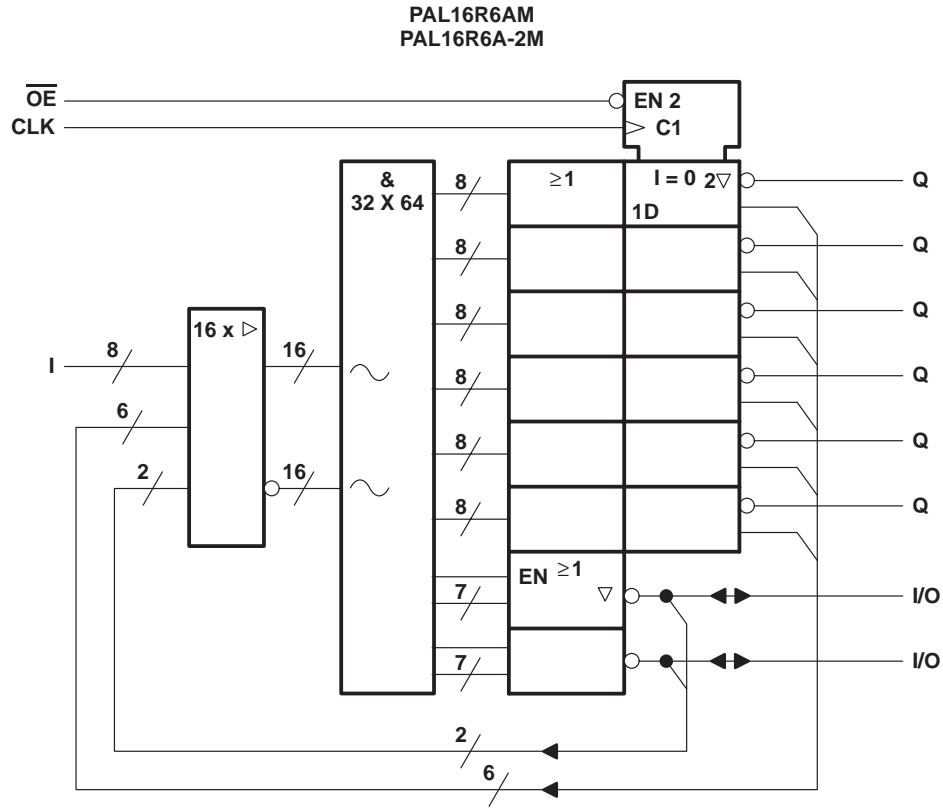 PAL16R6AM
PAL16R6A-2M
OE
EN 2
CLK
C1
&
32 X 64
8
≥1
I = 0 2▽
Q
1D
8
Q
8
Q
16 x ▷
I
8
16
8
Q
6
8
Q
2
16
8
Q
EN ≥1
▽
7
I/O
7
I/O
2
6